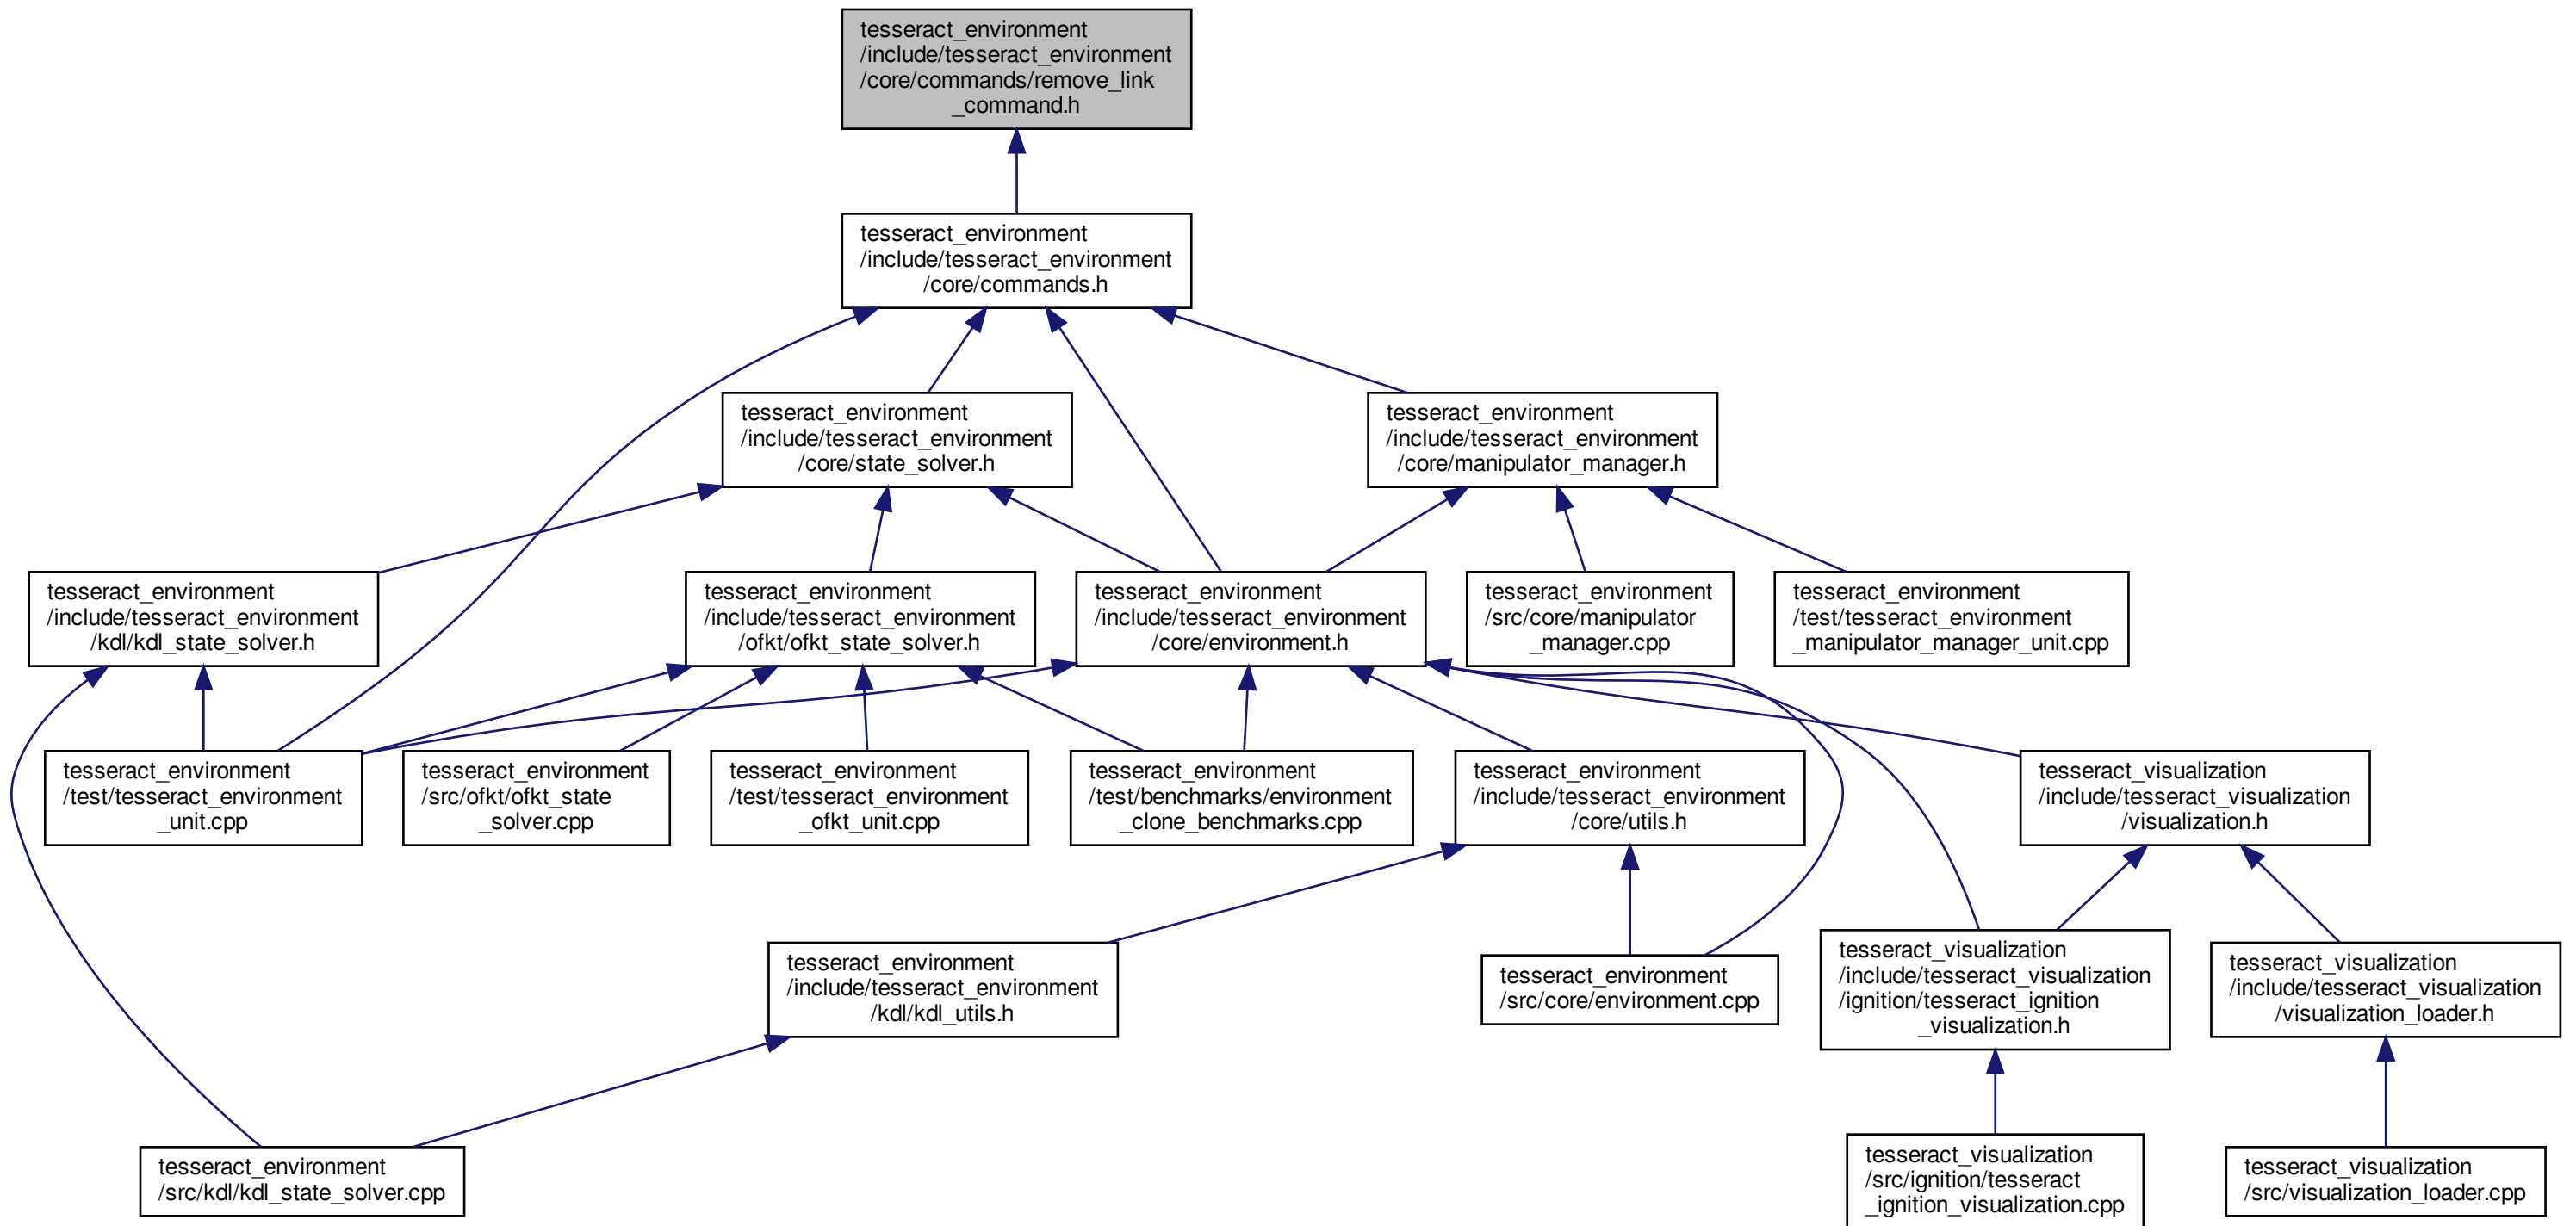 tesseract_environment
/include/tesseract_environment
/core/commands/remove_link
_command.h
tesseract_environment
/include/tesseract_environment
/core/commands.h
tesseract_environment
/include/tesseract_environment
/core/state_solver.h
tesseract_environment
/include/tesseract_environment
/core/manipulator_manager.h
tesseract_environment
/include/tesseract_environment
/kdl/kdl_state_solver.h
tesseract_environment
/include/tesseract_environment
/ofkt/ofkt_state_solver.h
tesseract_environment
/include/tesseract_environment
/core/environment.h
tesseract_environment
/src/core/manipulator
_manager.cpp
tesseract_environment
/test/tesseract_environment
_manipulator_manager_unit.cpp
tesseract_environment
/test/tesseract_environment
_unit.cpp
tesseract_environment
/src/ofkt/ofkt_state
_solver.cpp
tesseract_environment
/test/tesseract_environment
_ofkt_unit.cpp
tesseract_environment
/test/benchmarks/environment
_clone_benchmarks.cpp
tesseract_environment
/include/tesseract_environment
/core/utils.h
tesseract_visualization
/include/tesseract_visualization
/visualization.h
tesseract_environment
/include/tesseract_environment
/kdl/kdl_utils.h
tesseract_environment
/src/core/environment.cpp
tesseract_visualization
/include/tesseract_visualization
/ignition/tesseract_ignition
_visualization.h
tesseract_visualization
/include/tesseract_visualization
/visualization_loader.h
tesseract_environment
/src/kdl/kdl_state_solver.cpp
tesseract_visualization
/src/ignition/tesseract
_ignition_visualization.cpp
tesseract_visualization
/src/visualization_loader.cpp